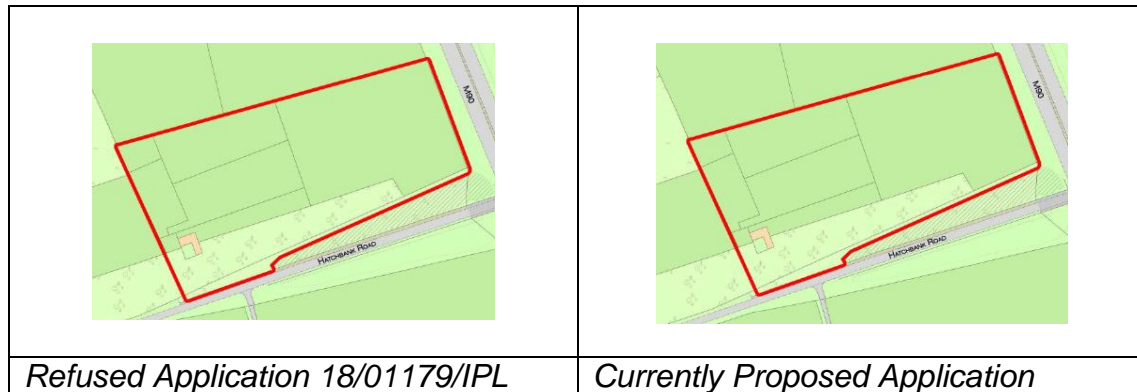 M90
HATCHBANK ROAD
M90
HATCHBANK ROAD
Refused Application 18/01179/IPL
Currently Proposed Application